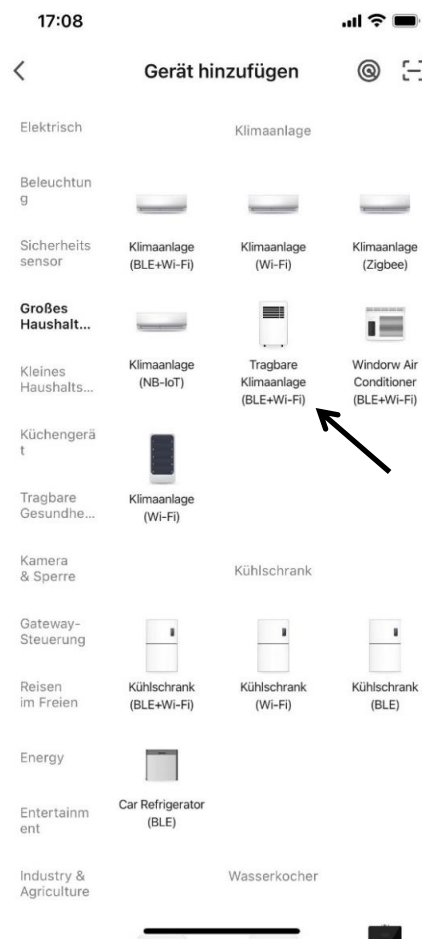 17:08
Gerät hinzufügen
Elektrisch
Beleuchtun
g
Sicherheits
sensor
Großes
Haushalt...
Kleines
Haushalts...
Küchengerä
t
Tragbare
Gesundhe...
Kamera
& Sperre
Gateway-
Steuerung
Reisen
im Freien
Energy
Entertainm
ent
Industry &
Agriculture
Klimaanlage
Klimaanlage
(BLE+Wi-Fi)
Klimaanlage
(Wi-Fi)
Klimaanlage
(Zigbee)
Klimaanlage
(NB-IoT)
Tragbare
Klimaanlage
(BLE+Wi-Fi)
Windorw Air
Conditioner
(BLE+Wi-Fi)
Klimaanlage
(Wi-Fi)
Kühlschrank
Kühlschrank
(BLE+Wi-Fi)
Kühlschrank
(Wi-Fi)
Kühlschrank
(BLE)
Car Refrigerator
(BLE)
Wasserkocher